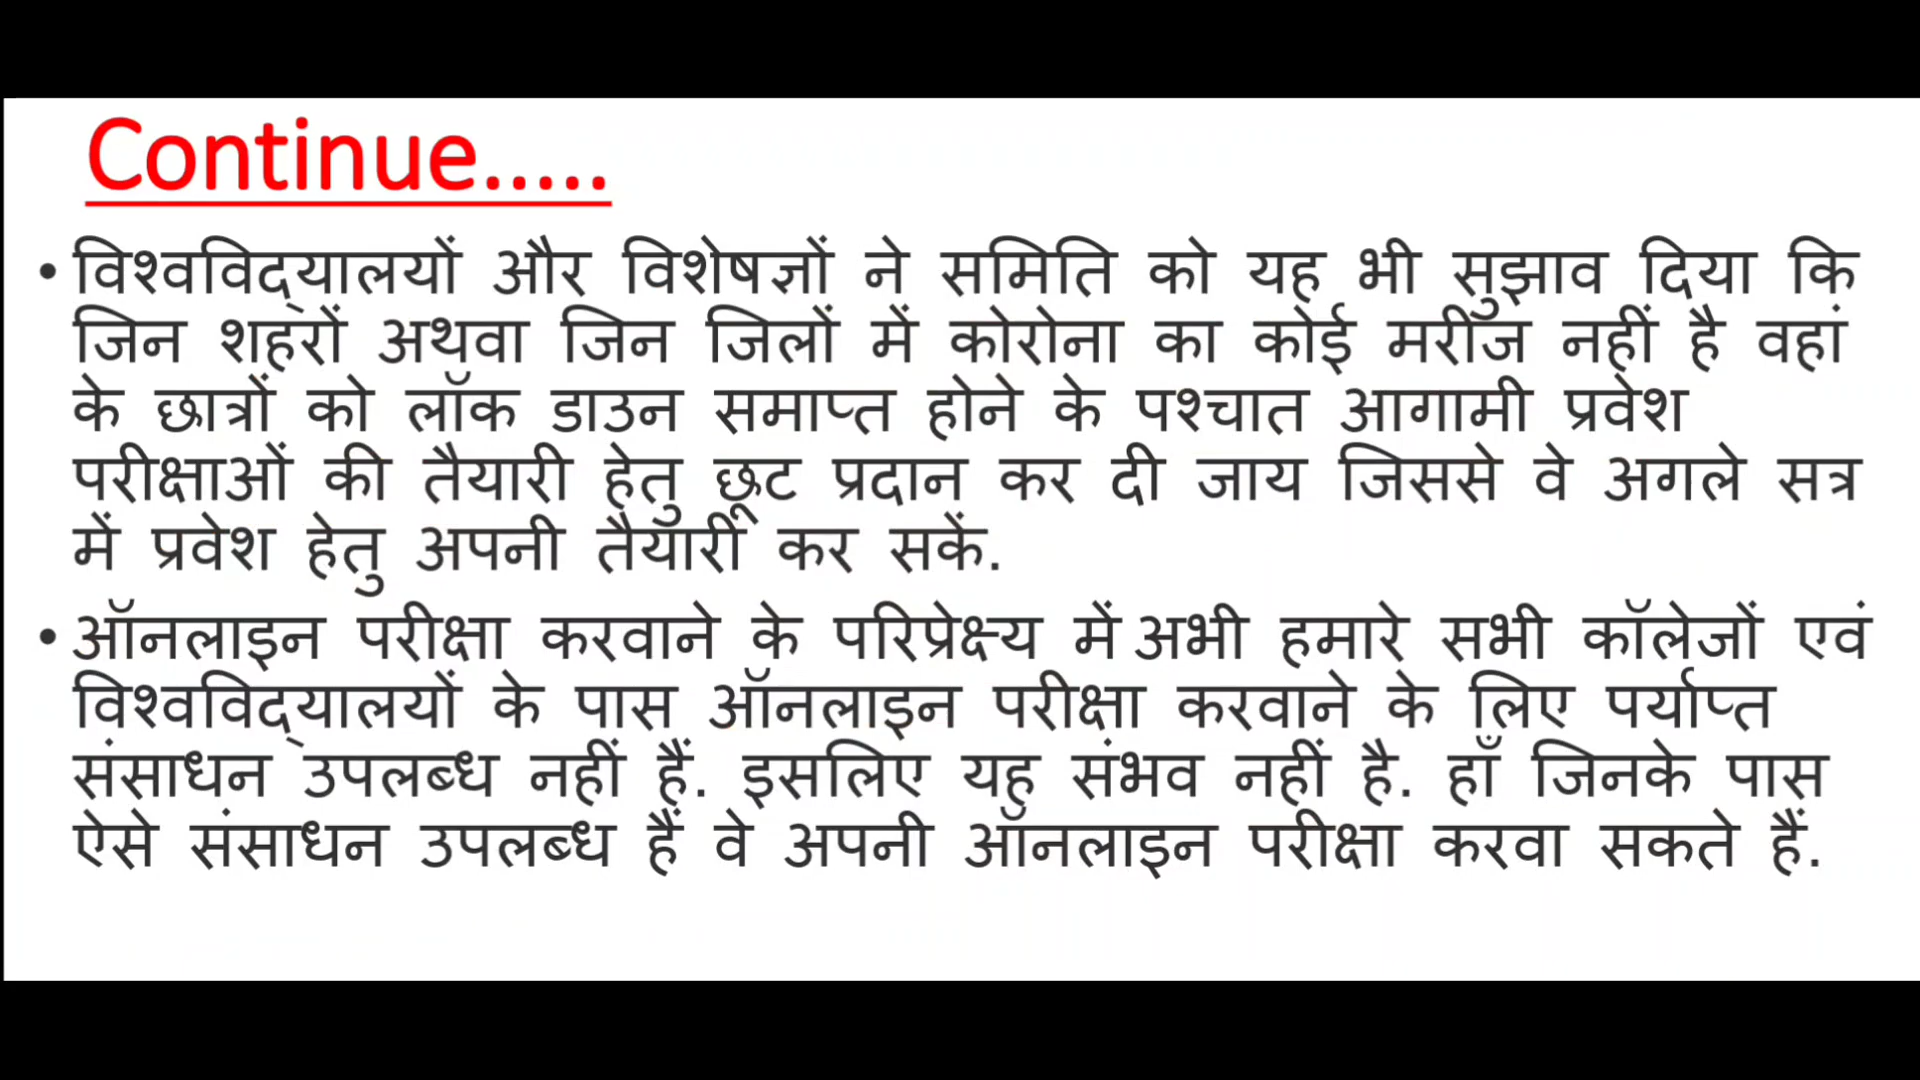 Continue.....
• विश्वविद्यालयों और विशेषज्ञों ने समिति को यह भी सुझाव दिया कि
जिन शहरों अथवा जिन जिलों में कोरोना का कोई मरीज नहीं है वहां
के छात्रों को लॉक डाउन समाप्त होने के पश्चात आगामी प्रवेश
परीक्षाओं की तैयारी हेतु छूट प्रदान कर दी जाय जिससे वे अगले सत्र
में प्रवेश हेतु अपनी तैयारी कर सकें.
• ऑनलाइन परीक्षा करवाने के परिप्रेक्ष्य में अभी हमारे सभी कॉलेजों एवं
विश्वविद्यालयों के पास ऑनलाइन परीक्षा करवाने के लिए पर्याप्त
संसाधन उपलब्ध नहीं हैं. इसलिए यह संभव नहीं है. हाँ जिनके पास
ऐसे संसाधन उपलब्ध हैं वे अपनी ऑनलाइन परीक्षा करवा सकते हैं.